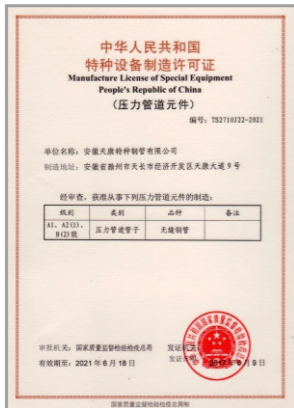 中华人民共和国
特种设备制造许可证
Manufacture License of Special Equipment
People's Republic of China
(压力管道元件)
编号: TS2710J22-2021
单位名称: 安徽天康特种钢管有限公司
制造地址: 安徽省滁州市天长市经济开发区天康大道9号
经审查, 获准从事下列压力管道元件的制造:
级别 类别 品种 备注
A1、A2(1)、 压力管道管子 无缝钢管
B(2)级
审批机关: 国家质量监督检验检疫总局 发证机关
有效期至: 2021年6月18日
国家质量监督检验检疫总局制